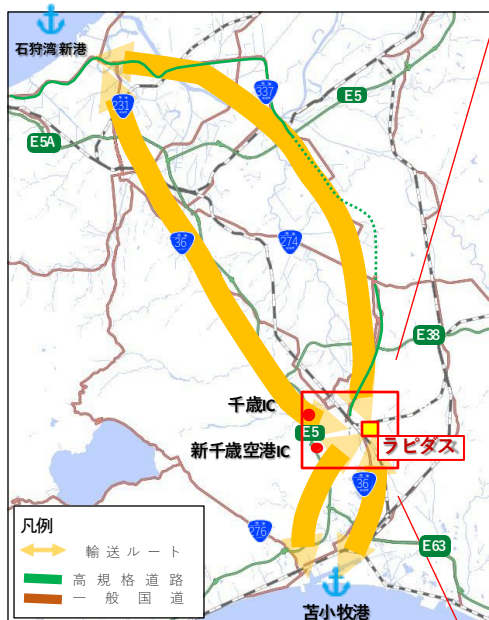 石狩湾新港
337
E5
231
E5A
36
274
E38
千歳IC
E5
ラピダス
新千歳空港IC
36
276
E63
凡例
輸送ルート
高規格道路
一般国道
苫小牧港